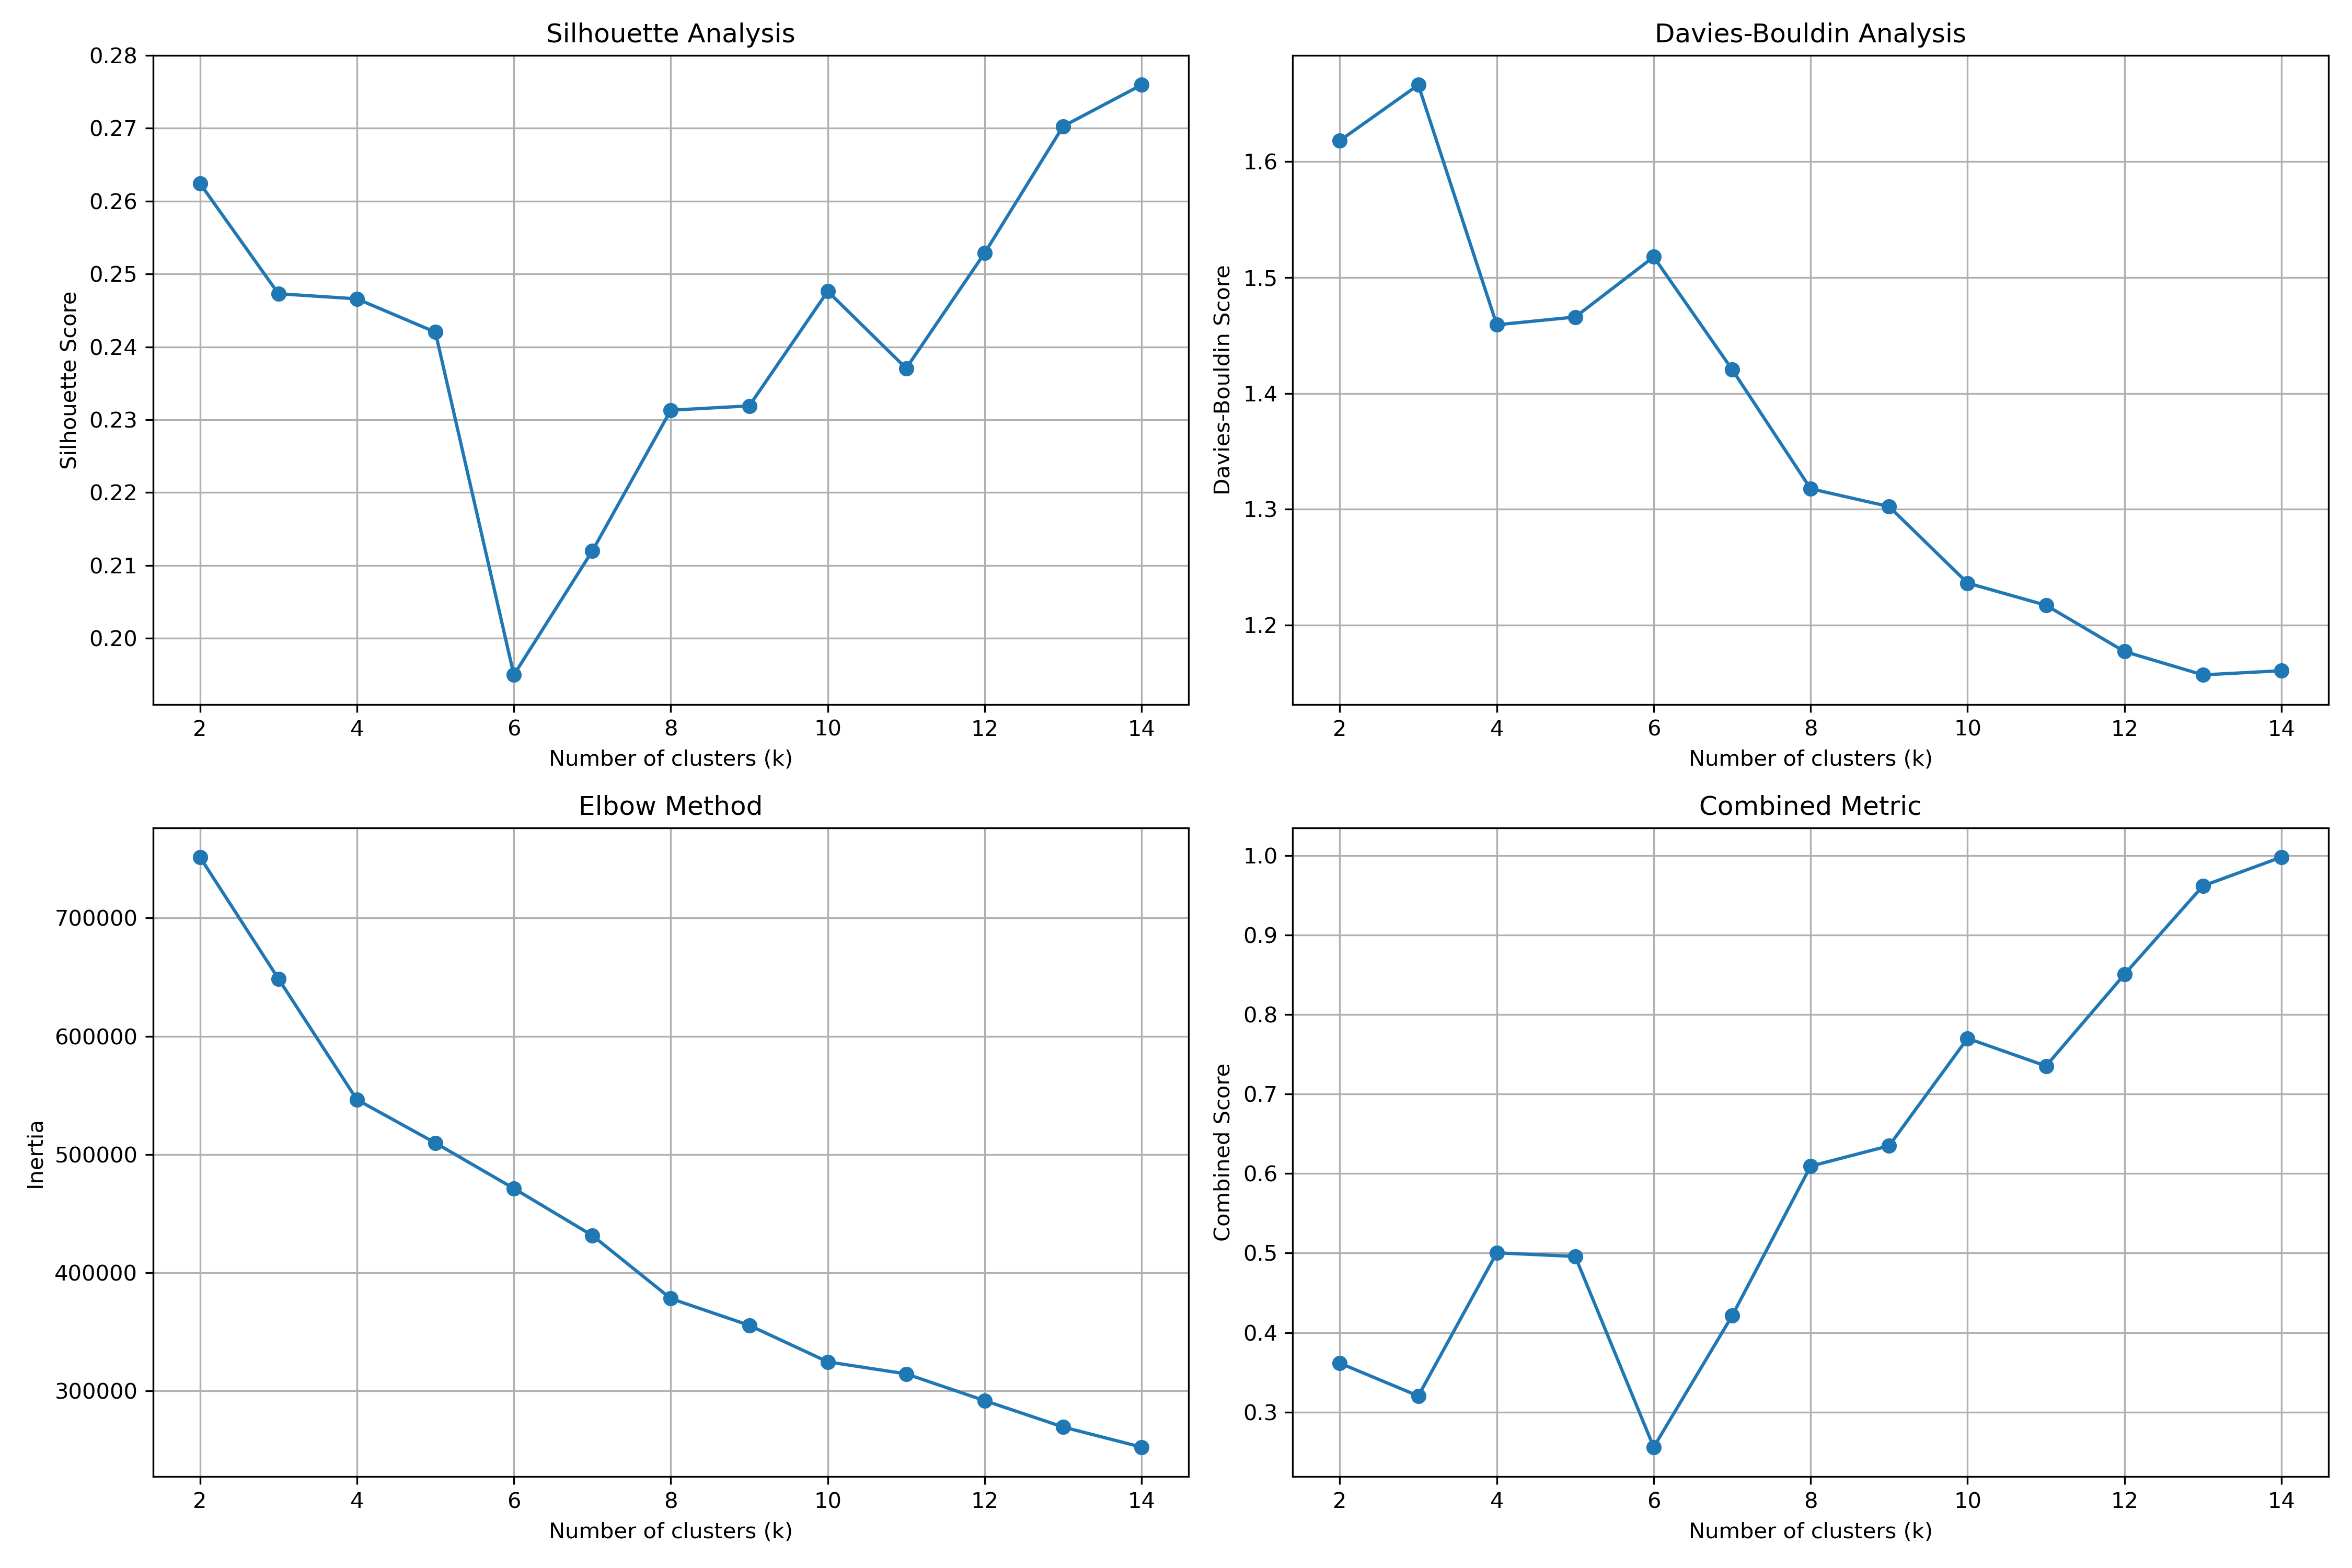 Silhouette Analysis
0.28
0.27
0.26
0.25
0.24
0.23
0.22
0.21
0.20
Silhouette Score
2 4 6 8 10 12 14
Number of clusters (k)
Davies-Bouldin Analysis
1.6
1.5
1.4
1.3
1.2
Davies-Bouldin Score
2 4 6 8 10 12 14
Number of clusters (k)
Elbow Method
700000
600000
500000
400000
300000
Inertia
2 4 6 8 10 12 14
Number of clusters (k)
Combined Metric
1.0
0.9
0.8
0.7
0.6
0.5
0.4
0.3
Combined Score
2 4 6 8 10 12 14
Number of clusters (k)